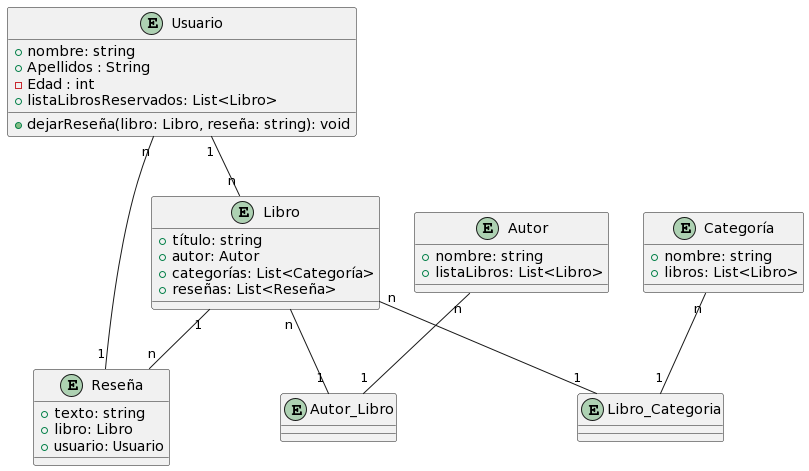 E Usuario
nombre: string
Apellidos : String
Edad : int
listaLibrosReservados: List<Libro>
dejarReseña(libro: Libro, reseña: string): void
n
1
n
E Libro
título: string
autor: Autor
categorías: List<Categoría>
reseñas: List<Reseña>
E Autor
nombre: string
listaLibros: List<Libro>
E Categoría
nombre: string
libros: List<Libro>
n
1
n
n
n
1
n
1
1
1
1
E Reseña
texto: string
libro: Libro
usuario: Usuario
E Autor_Libro
E Libro_Categoria